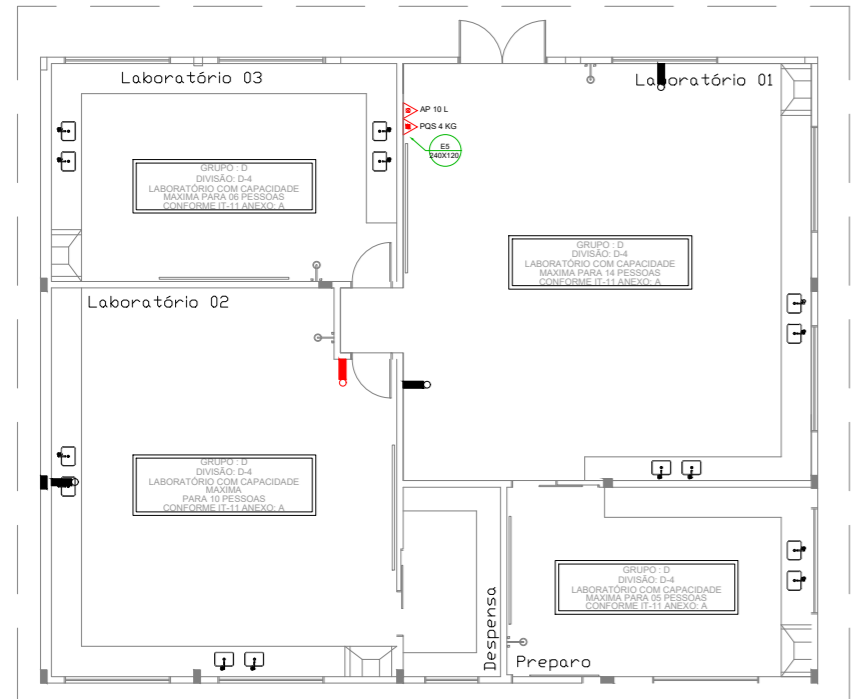 Laboratório 03
Laboratório 01
AP 10 L
PQS 4 KG
E5
240X120
GRUPO : D
DIVISÃO: D-4
LABORATÓRIO COM CAPACIDADE
MAXIMA PARA 06 PESSOAS
CONFORME IT-11 ANEXO: A
GRUPO : D
DIVISÃO: D-4
LABORATÓRIO COM CAPACIDADE
MAXIMA PARA 14 PESSOAS
CONFORME IT-11 ANEXO: A
Laboratório 02
GRUPO : D
DIVISÃO: D-4
LABORATÓRIO COM CAPACIDADE
MAXIMA
PARA 10 PESSOAS
CONFORME IT-11 ANEXO: A
GRUPO : D
DIVISÃO: D-4
LABORATÓRIO COM CAPACIDADE
MAXIMA PARA 05 PESSOAS
CONFORME IT-11 ANEXO: A
Despensa
Preparo